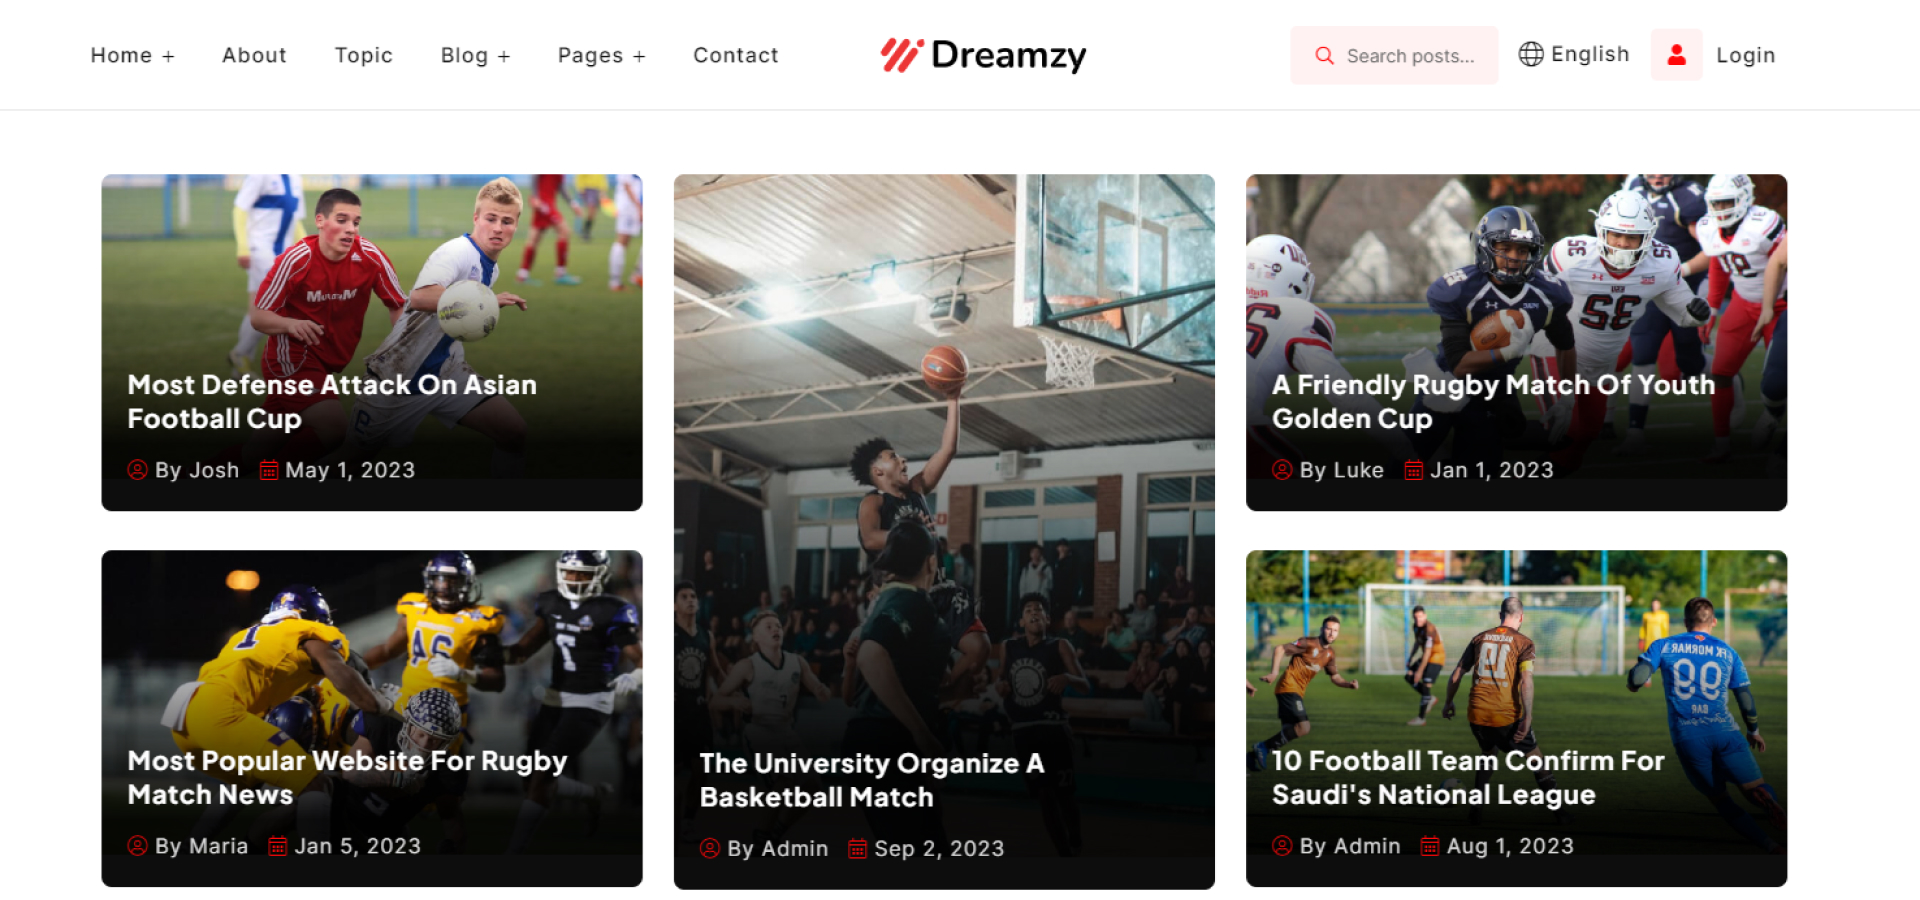 Home + About Topic Blog + Pages + Contact Dreamzy Search posts... English Login
Most Defense Attack On Asian
Football Cup
By Josh May 1, 2023
Most Popular Website For Rugby
Match News
By Maria Jan 5, 2023
The University Organize A
Basketball Match
By Admin Sep 2, 2023
A Friendly Rugby Match Of Youth
Golden Cup
By Luke Jan 1, 2023
10 Football Team Confirm For
Saudi's National League
By Admin Aug 1, 2023